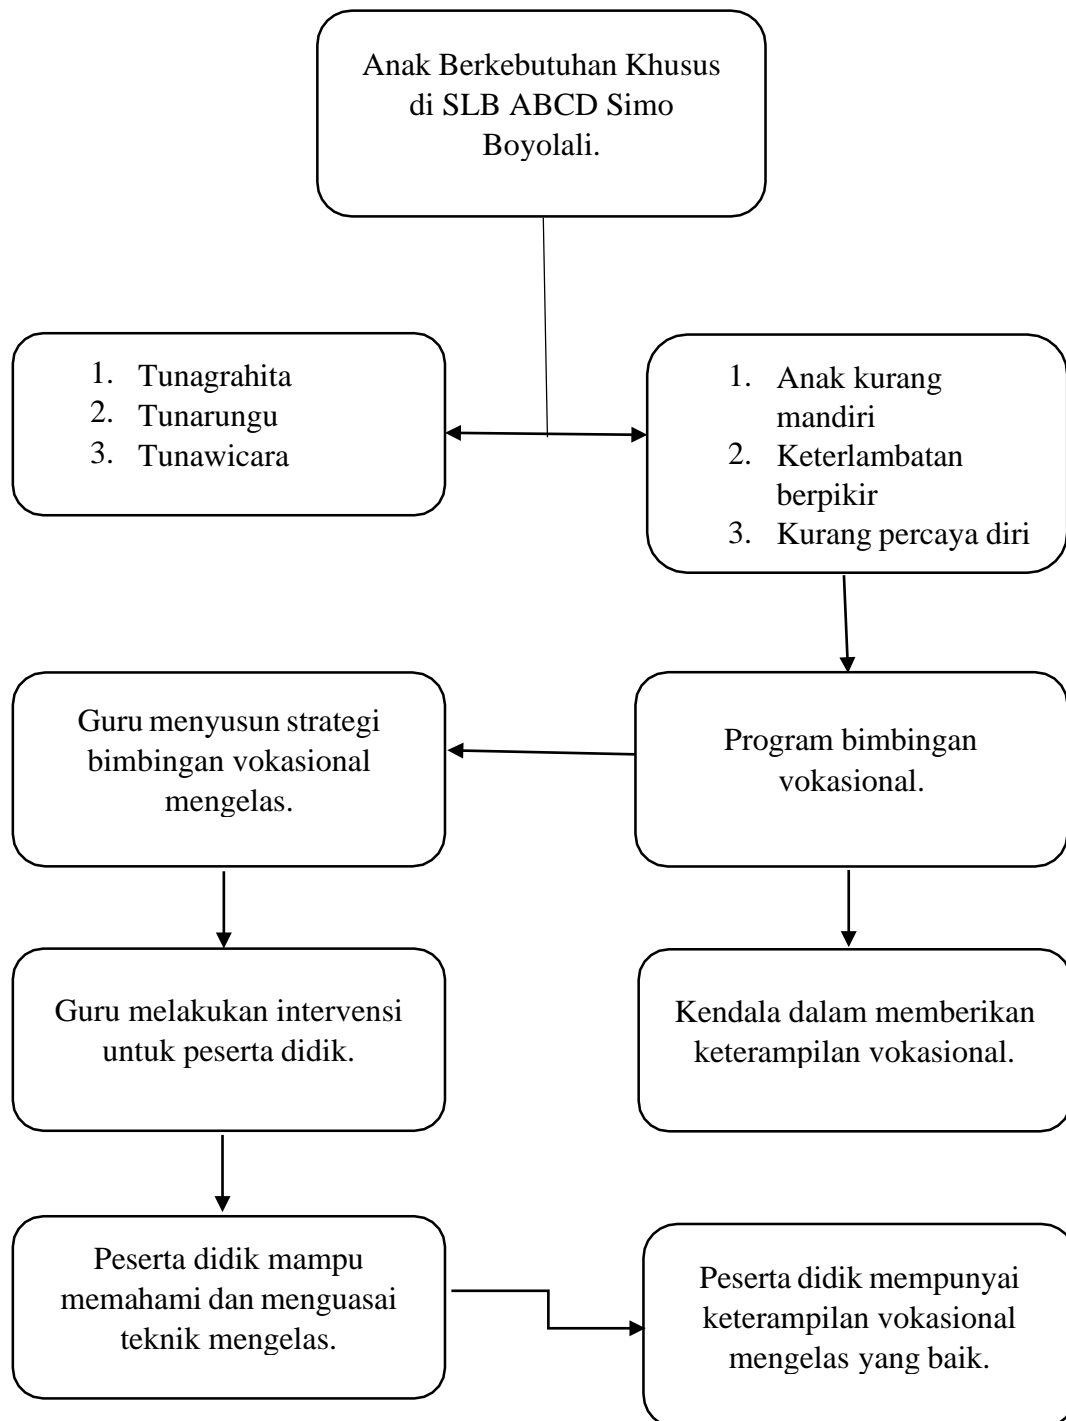 Anak Berkebutuhan Khusus
di SLB ABCD Simo
Boyolali.
1. Tunagrahita
2. Tunarungu
3. Tunawicara
1. Anak kurang
mandiri
2. Keterlambatan
berpikir
3. Kurang percaya diri
Guru menyusun strategi
bimbingan vokasional
mengelas.
Program bimbingan
vokasional.
Guru melakukan intervensi
untuk peserta didik.
Kendala dalam memberikan
keterampilan vokasional.
Peserta didik mampu
memahami dan menguasai
teknik mengelas.
Peserta didik mempunyai
keterampilan vokasional
mengelas yang baik.